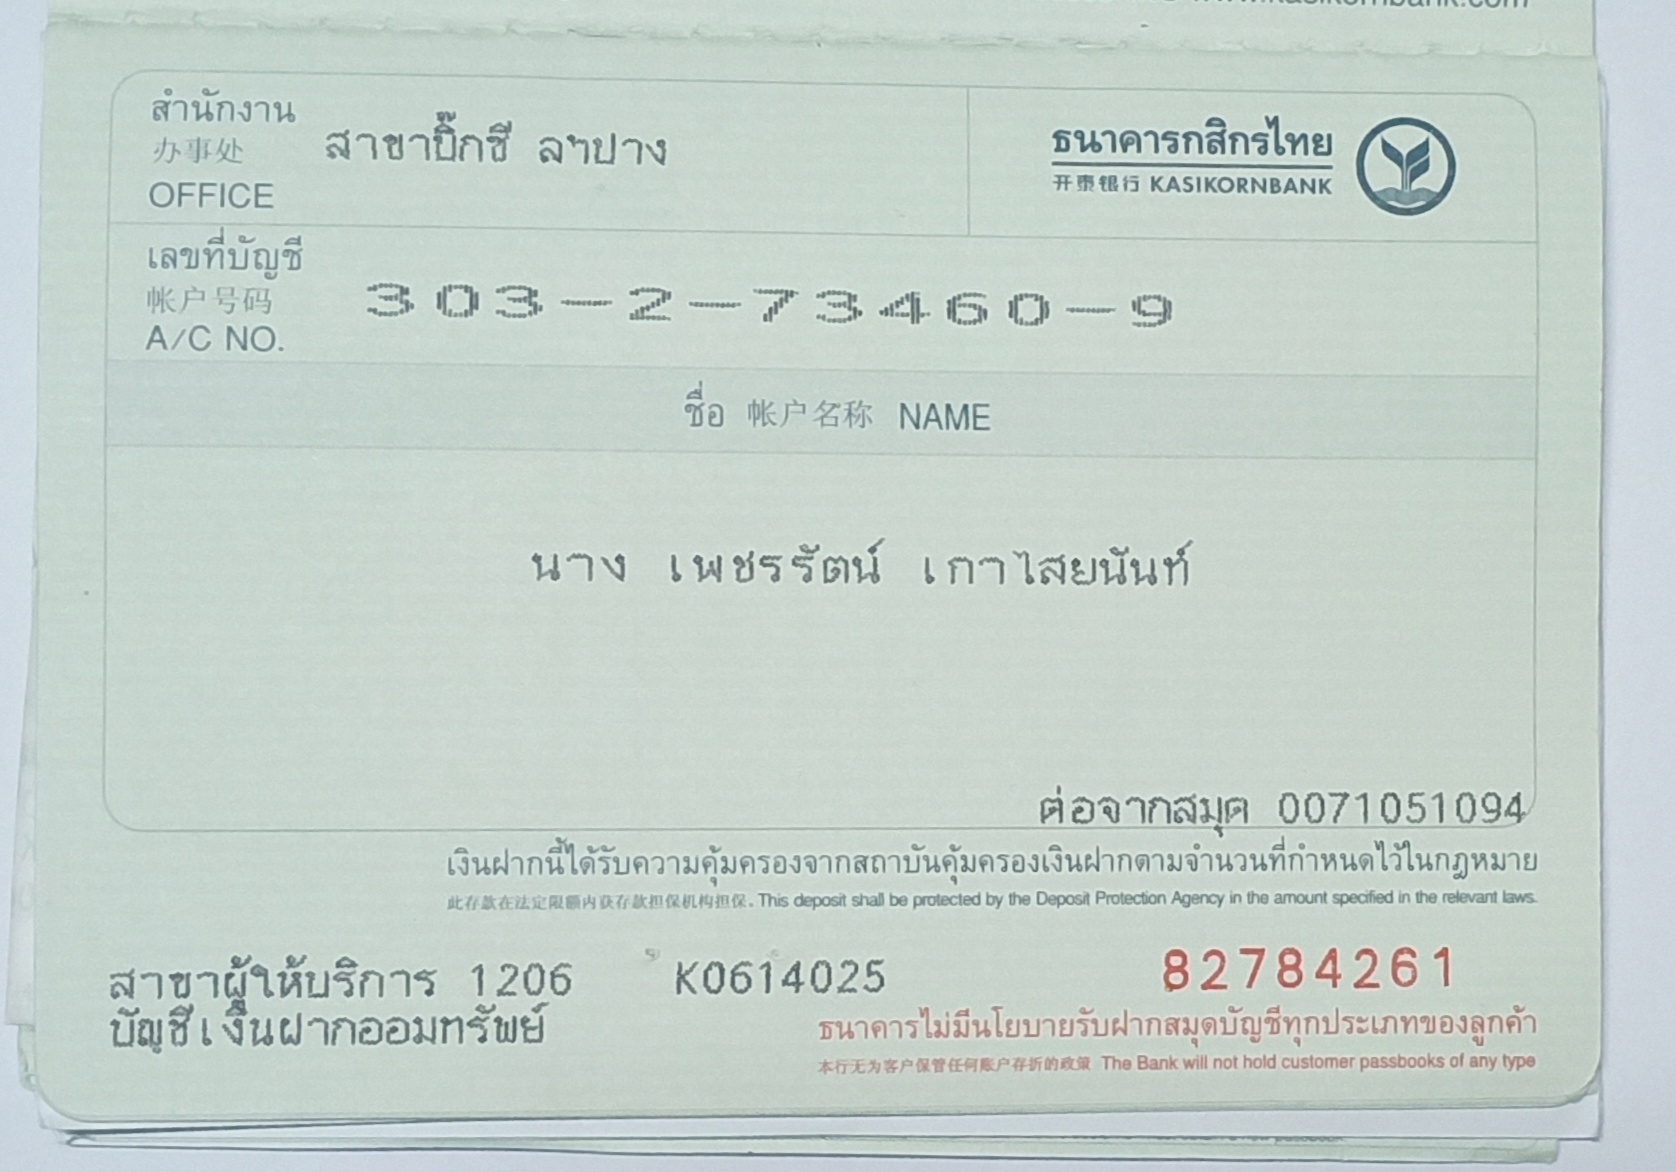 สำนักงาน
办事处
OFFICE
สาขาบิ๊กซี ลำปาง
ธนาคารกสิกรไทย
开泰银行 KASIKORNBANK
เลขที่บัญชี
帐户号码
A/C NO.
303-2-73460-9
ชื่อ 帐户名称 NAME
นาง เพชรรัตน์ เกาไสยนันท์
ต่อจากสมุด 0071051094
เงินฝากนี้ได้รับความคุ้มครองจากสถาบันคุ้มครองเงินฝากตามจำนวนที่กำหนดไว้ในกฎหมาย
此存款在法定限额内获存款担保机构担保. This deposit shall be protected by the Deposit Protection Agency in the amount specified in the relevant laws.
สาขาผู้ให้บริการ 1206 K0614025 82784261
บัญชีเงินฝากออมทรัพย์
ธนาคารไม่มีนโยบายรับฝากสมุดบัญชีทุกประเภทของลูกค้า
本行无为客户保管任何账户存折的政策 The Bank will not hold customer passbooks of any type